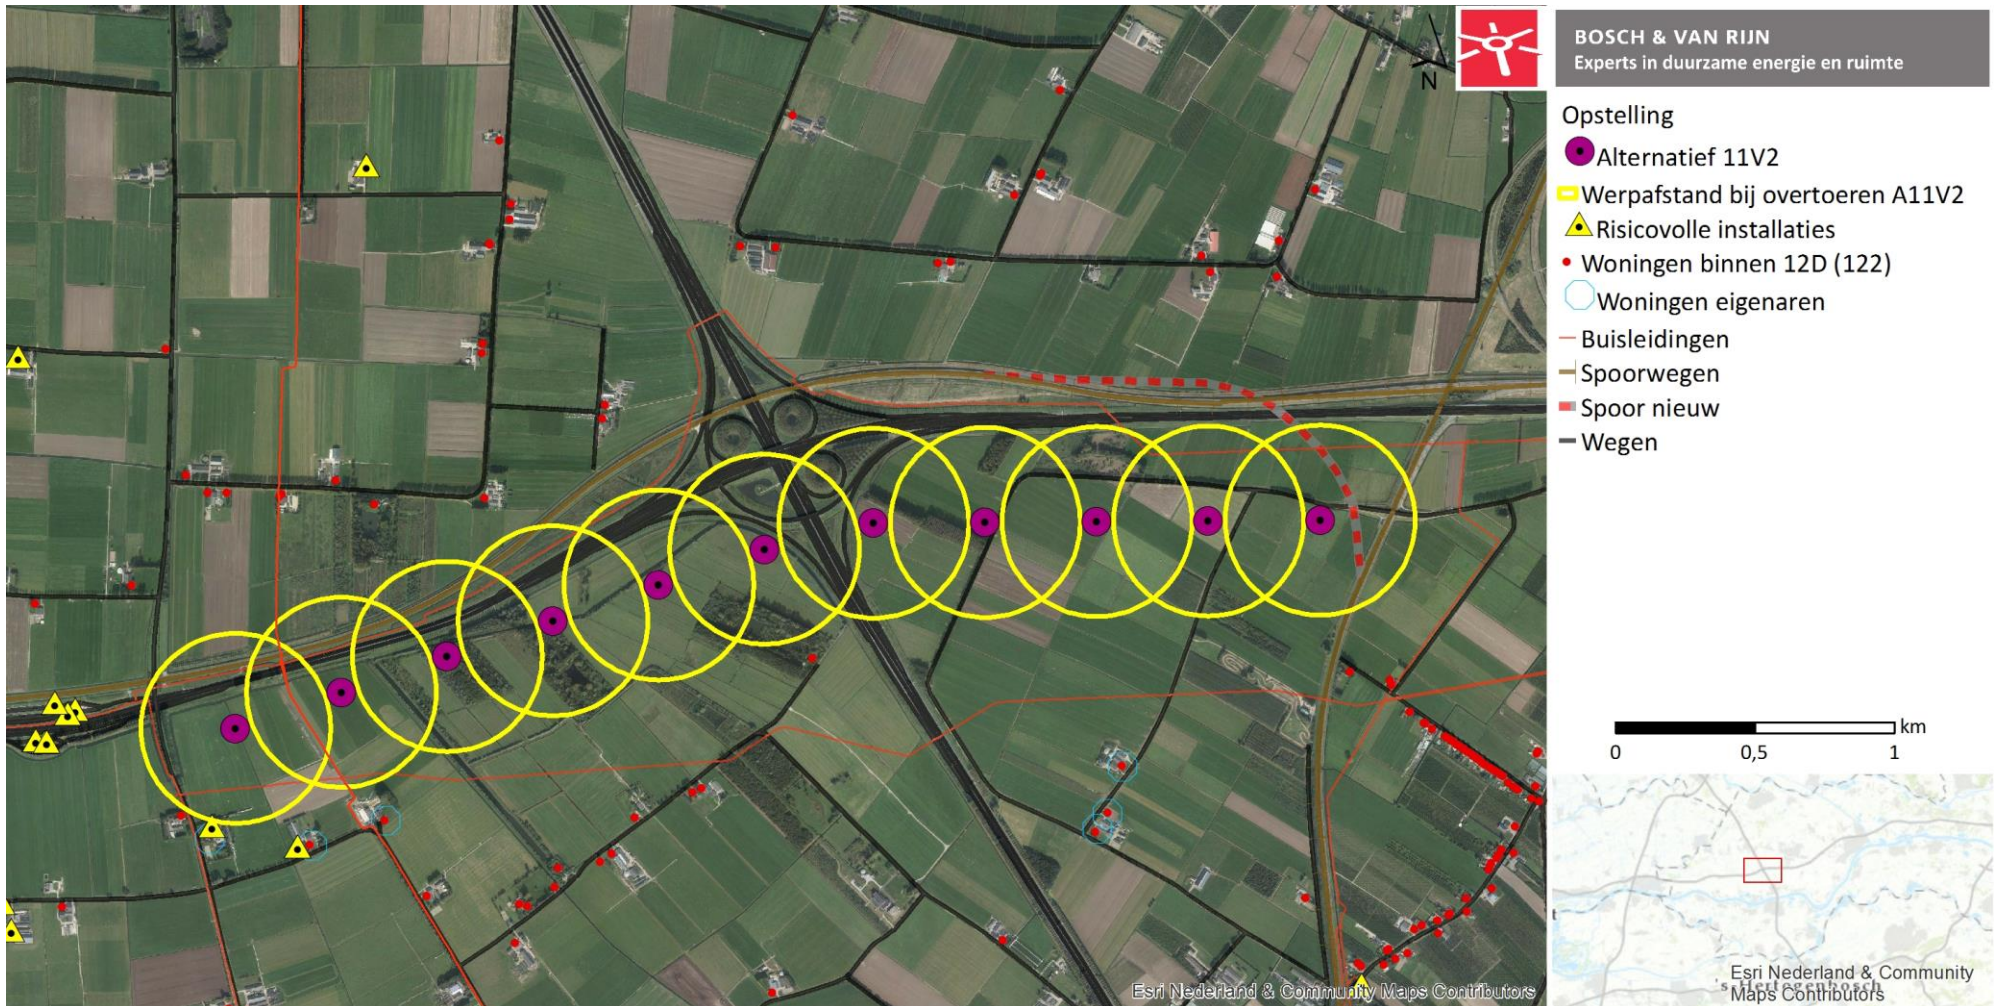 N
BOSCH & VAN RIJN
Experts in duurzame energie en ruimte
Opstelling
Alternatief 11V2
Werpafstand bij overtoeren A11V2
Risicovolle installaties
Woningen binnen 12D (122)
Woningen eigenaren
Buisleidingen
Spoorwegen
Spoor nieuw
Wegen
km
0 0,5 1
t
Esri Nederland & Community
s-Hertogenbosch
Maps Contributors
Esri Nederland & Community Maps Contributors